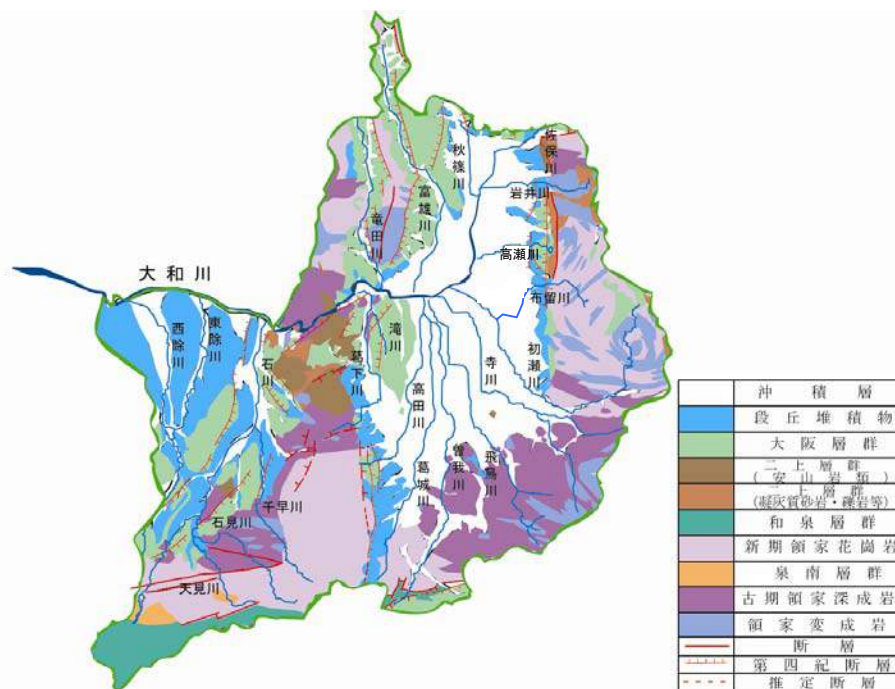 佐保川
秋篠川
岩井川
富雄川
竜田川
高瀬川
大和川
布留川
西除川
東除川
石川
葛下川
滝川
寺川
初瀬川
高田川
曽我川
飛鳥川
葛城川
千早川
石見川
天見川
沖積層
段丘堆積物
大阪層群
二上層群
(安山岩類)
二上層群
(凝灰質砂岩・礫岩等)
和泉層群
新期領家花崗岩
泉南層群
古期領家深成岩
領家変成岩
断層
第四紀断層
推定断層